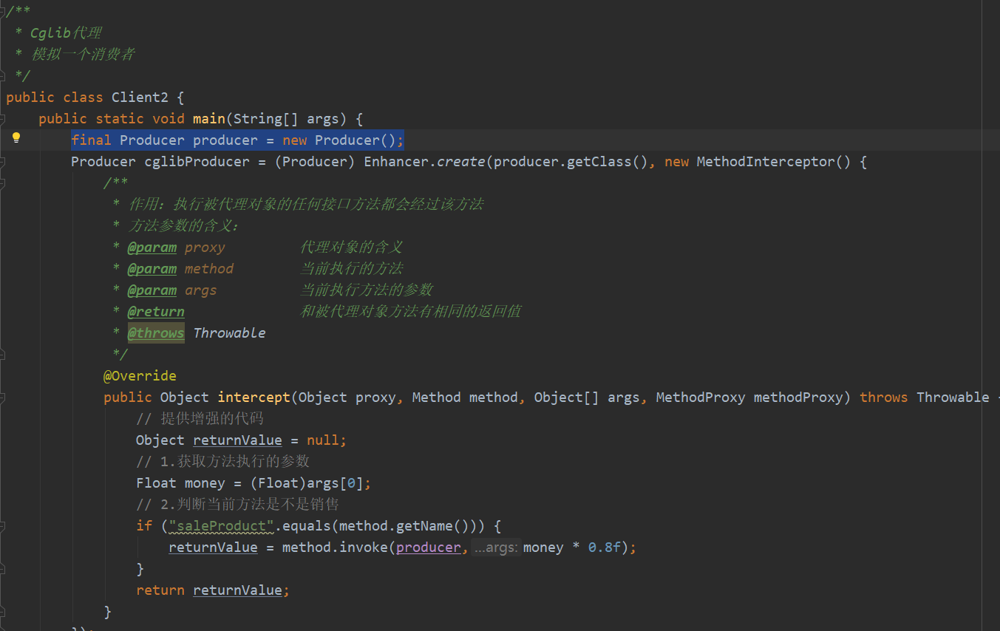 /**
 * Cglib代理
 * 模拟一个消费者
 */
public class Client2 {
    public static void main(String[] args) {
        final Producer producer = new Producer();
        Producer cglibProducer = (Producer) Enhancer.create(producer.getClass(), new MethodInterceptor() {
            /**
             * 作用：执行被代理对象的任何接口方法都会经过该方法
             * 方法参数的含义：
             * @param proxy         代理对象的含义
             * @param method        当前执行的方法
             * @param args          当前执行方法的参数
             * @return              和被代理对象方法有相同的返回值
             * @throws Throwable
             */
            @Override
            public Object intercept(Object proxy, Method method, Object[] args, MethodProxy methodProxy) throws Throwable
                // 提供增强的代码
                Object returnValue = null;
                // 1.获取方法执行的参数
                Float money = (Float)args[0];
                // 2.判断当前方法是不是销售
                if ("saleProduct".equals(method.getName())) {
                    returnValue = method.invoke(producer, ...args: money * 0.8f);
                }
                return returnValue;
            }